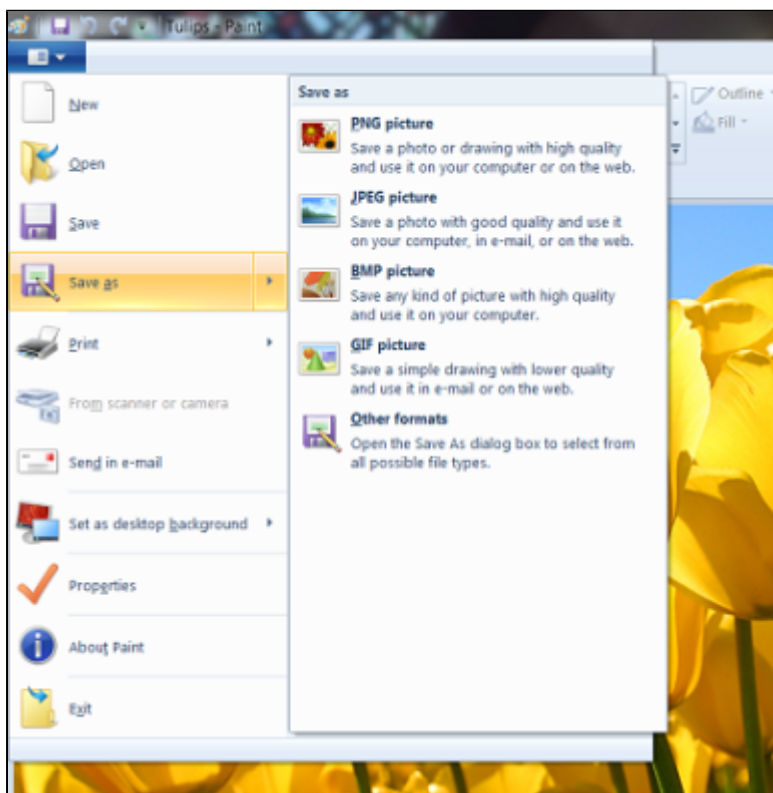 Tulips - Paint
New
Open
Save
Save as
Print
From scanner or camera
Send in e-mail
Set as desktop background
Properties
About Paint
Exit
Save as
PNG picture
Save a photo or drawing with high quality
and use it on your computer or on the web.
JPEG picture
Save a photo with good quality and use it
on your computer, in e-mail, or on the web.
BMP picture
Save any kind of picture with high quality
and use it on your computer.
GIF picture
Save a simple drawing with lower quality
and use it in e-mail or on the web.
Other formats
Open the Save As dialog box to select from
all possible file types.
Outline
Fill